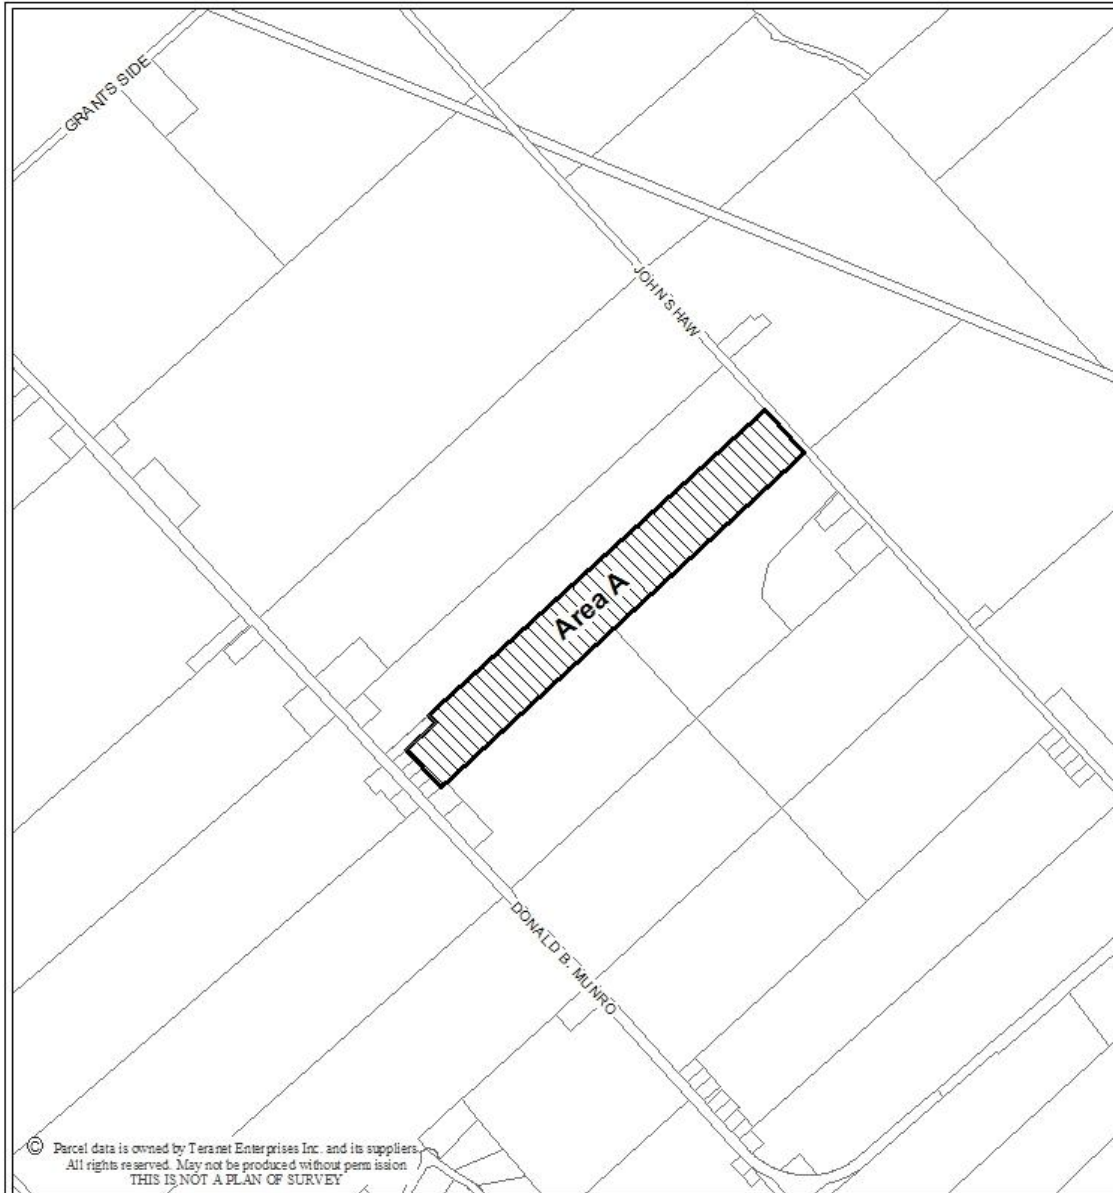 GRANTS SIDE
JOHN SHAW
Area A
DONALD B. MUNRO
© Parcel data is owned by Teranet Enterprises Inc. and its suppliers
All rights reserved. May not be produced without permission
THIS IS NOT A PLAN OF SURVEY